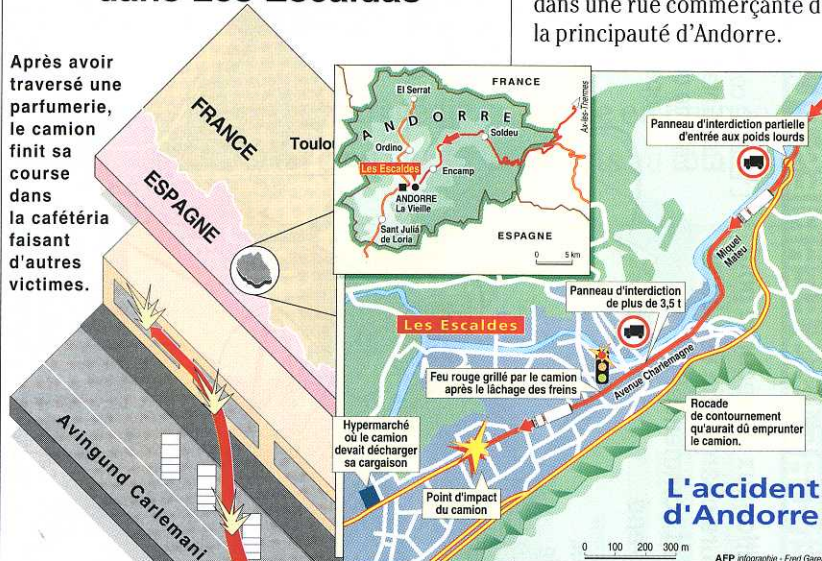 dans Les
dans une rue commerçante
la principauté d'Andorre.
Après avoir
traversé une
parfumerie,
le camion
finit sa
course
dans
la cafétéria
faisant
d'autres
victimes.
FRANCE
ESPAGNE
Avingund Carlemani
FRANCE
El Serrat
ANDORRE
Ax-les-Thermes
Soldeu
Ordino
Les Escaldes
Encamp
ANDORRE
La Vieille
Sant Julià
de Loria
ESPAGNE
0 5 km
Panneau d'interdiction partielle
d'entrée aux poids lourds
Miquel
Mateu
Panneau d'interdiction
de plus de 3,5 t
Les Escaldes
Feu rouge grillé par le camion
après le lâchage des freins
Avenue Charlemagne
Rocade
de contournement
qu'aurait dû emprunter
le camion.
Hypermarché
où le camion
devait décharger
sa cargaison
Point d'impact
du camion
L'accident
d'Andorre
0 100 200 300 m
AFP infographie - Fred